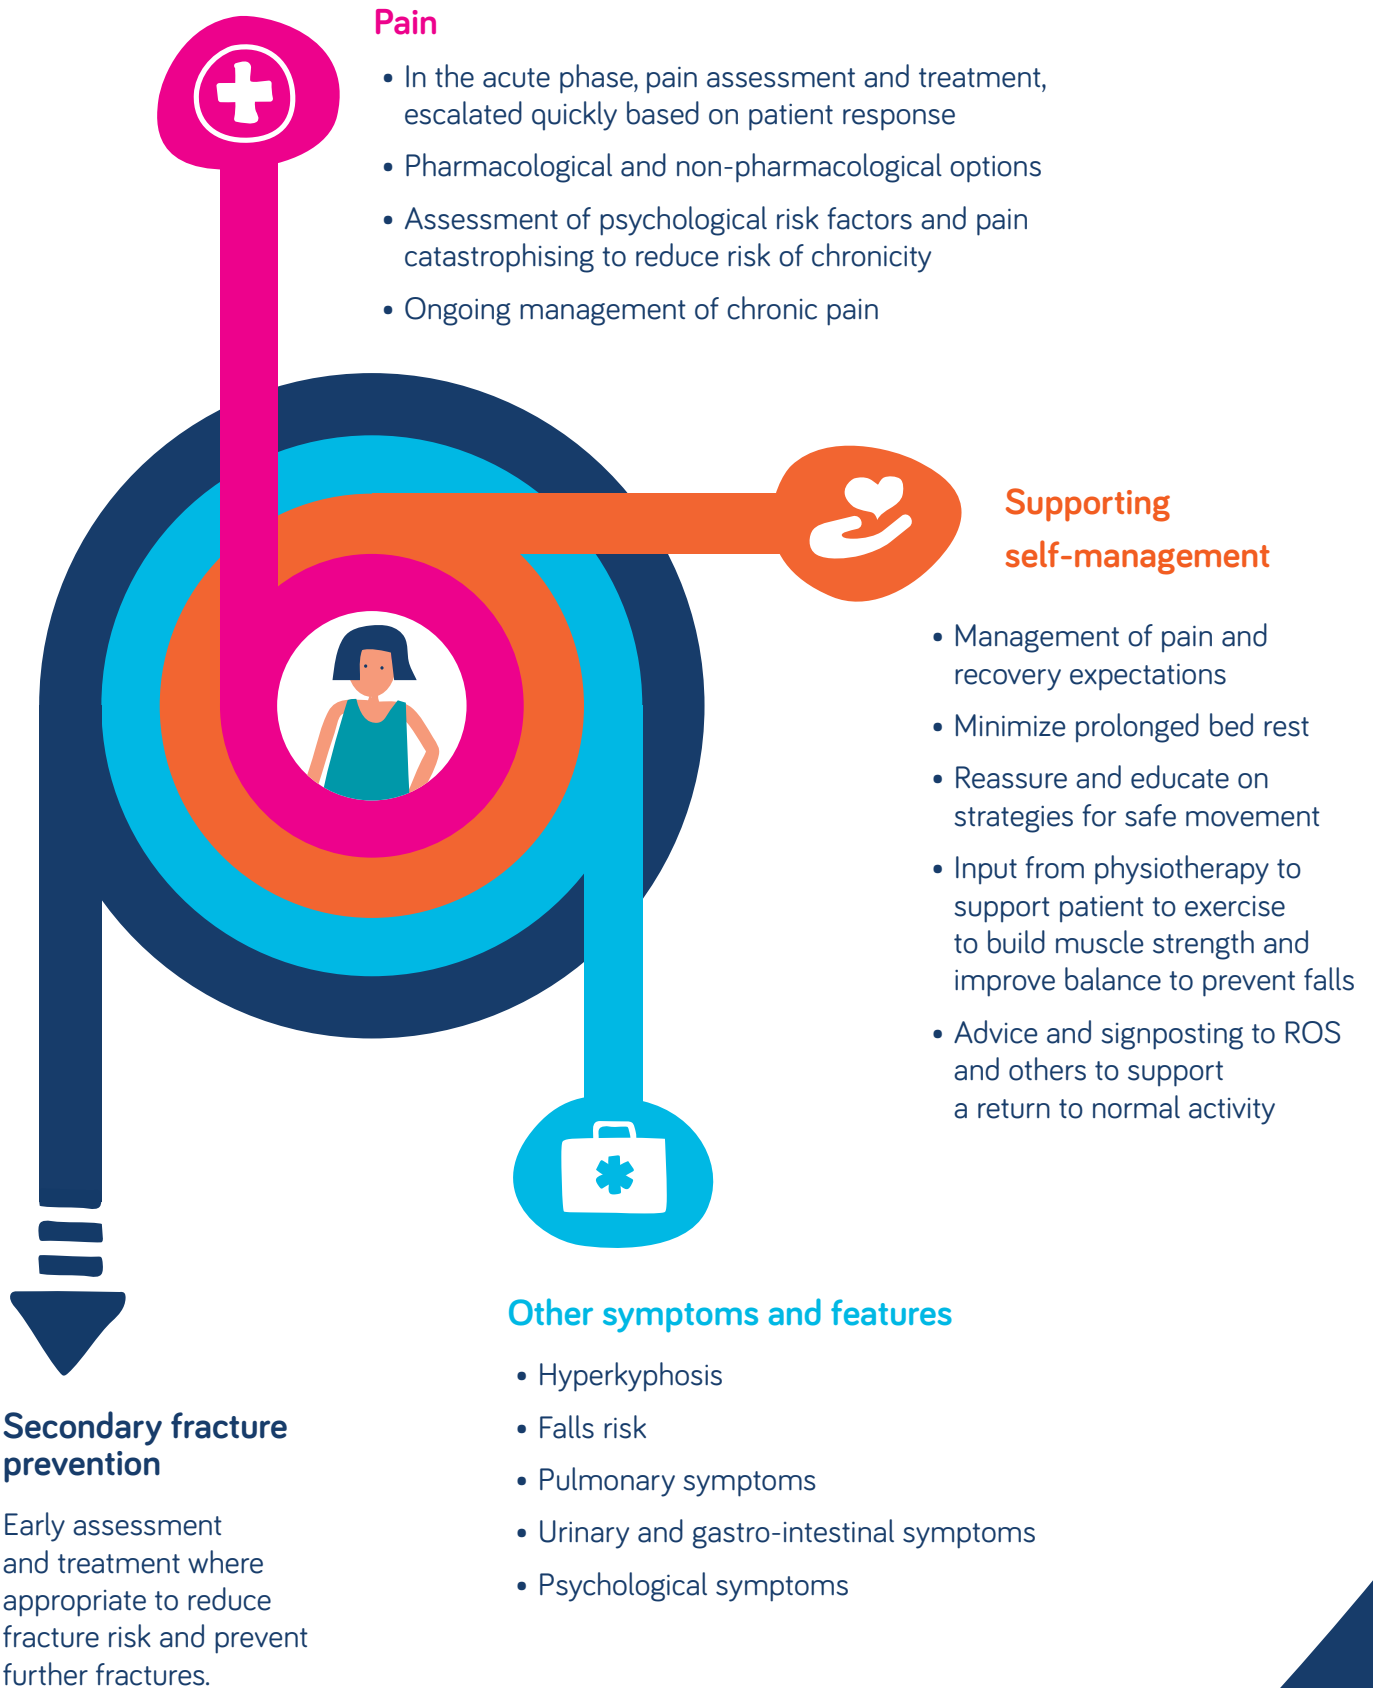 Pain
• In the acute phase, pain assessment and treatment,
escalated quickly based on patient response
• Pharmacological and non-pharmacological options
• Assessment of psychological risk factors and pain
catastrophising to reduce risk of chronicity
• Ongoing management of chronic pain
Supporting
self-management
• Management of pain and
recovery expectations
• Minimize prolonged bed rest
• Reassure and educate on
strategies for safe movement
• Input from physiotherapy to
support patient to exercise
to build muscle strength and
improve balance to prevent falls
• Advice and signposting to ROS
and others to support
a return to normal activity
Other symptoms and features
• Hyperkyphosis
• Falls risk
• Pulmonary symptoms
• Urinary and gastro-intestinal symptoms
• Psychological symptoms
Secondary fracture
prevention
Early assessment
and treatment where
appropriate to reduce
fracture risk and prevent
further fractures.